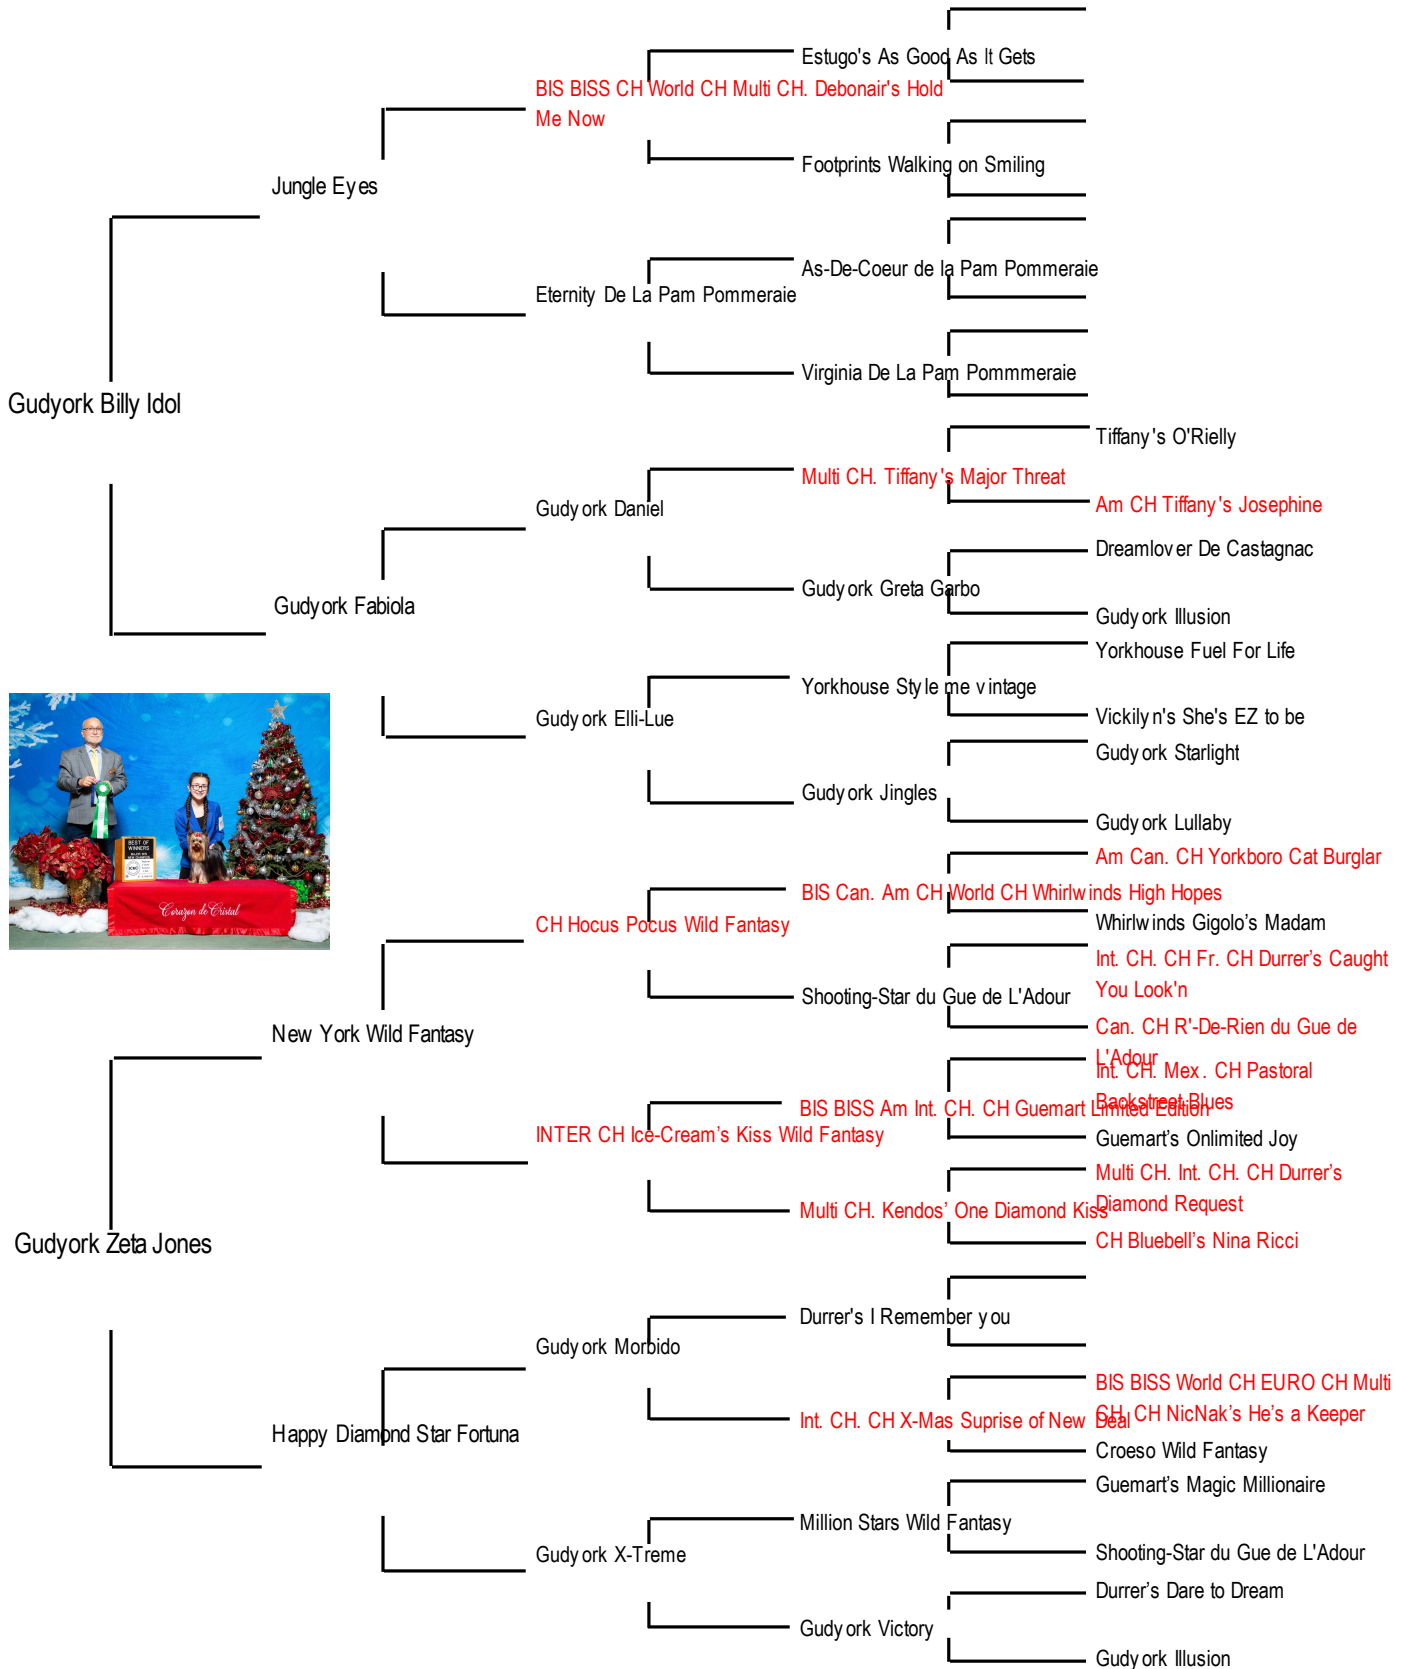 Estugo's As Good As It Gets
BIS BISS CH World CH Multi CH. Debonair's Hold
Me Now
Footprints Walking on Smiling
Jungle Eyes
As-De-Coeur de la Pam Pommeraie
Eternity De La Pam Pommeraie
Virginia De La Pam Pommmeraie
Gudyork Billy Idol
Tiffany's O'Rielly
Multi CH. Tiffany's Major Threat
Am CH Tiffany's Josephine
Gudyork Daniel
Dreamlover De Castagnac
Gudyork Greta Garbo
Gudyork Illusion
Gudyork Fabiola
Yorkhouse Fuel For Life
Yorkhouse Style me vintage
Vickilyn's She's EZ to be
Gudyork Elli-Lue
Gudyork Starlight
Gudyork Jingles
Gudyork Lullaby
BEST OF
WINNERS
Corazon de Cristal
Am Can. CH Yorkboro Cat Burglar
BIS Can. Am CH World CH Whirlwinds High Hopes
Whirlwinds Gigolo’s Madam
CH Hocus Pocus Wild Fantasy
Int. CH. CH Fr. CH Durrer’s Caught
You Look'n
Shooting-Star du Gue de L'Adour
Can. CH R'-De-Rien du Gue de
L'Adour
New York Wild Fantasy
Int. CH. Mex. CH Pastoral
Backstreet Blues
BIS BISS Am Int. CH. CH Guemart Limited Edition
Guemart’s Onlimited Joy
INTER CH Ice-Cream’s Kiss Wild Fantasy
Multi CH. Int. CH. CH Durrer’s
Diamond Request
Multi CH. Kendos’ One Diamond Kiss
CH Bluebell’s Nina Ricci
Gudyork Zeta Jones
Durrer's I Remember you
Gudyork Morbido
BIS BISS World CH EURO CH Multi
CH. CH NicNak’s He’s a Keeper
Int. CH. CH X-Mas Suprise of New Deal
Croeso Wild Fantasy
Happy Diamond Star Fortuna
Guemart’s Magic Millionaire
Million Stars Wild Fantasy
Shooting-Star du Gue de L'Adour
Gudyork X-Treme
Durrer’s Dare to Dream
Gudyork Victory
Gudyork Illusion